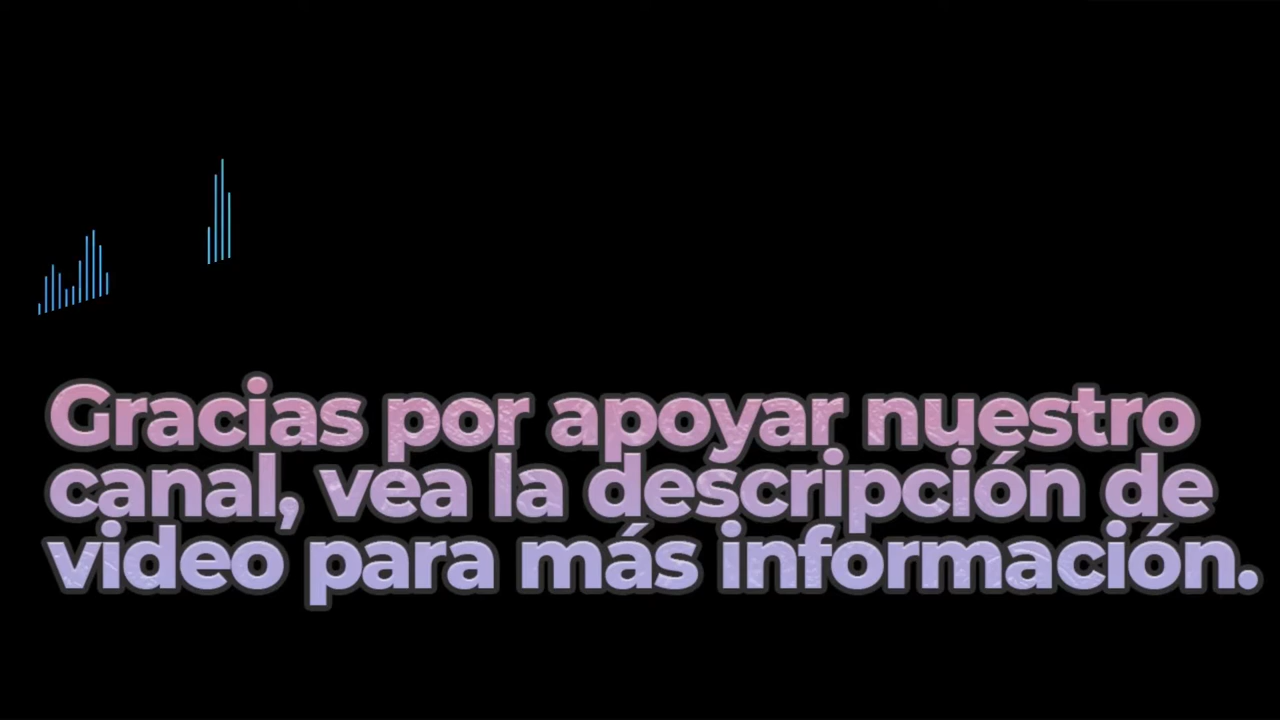 Gracias por apoyar nuestro
canal, vea la descripción de
video para más información.